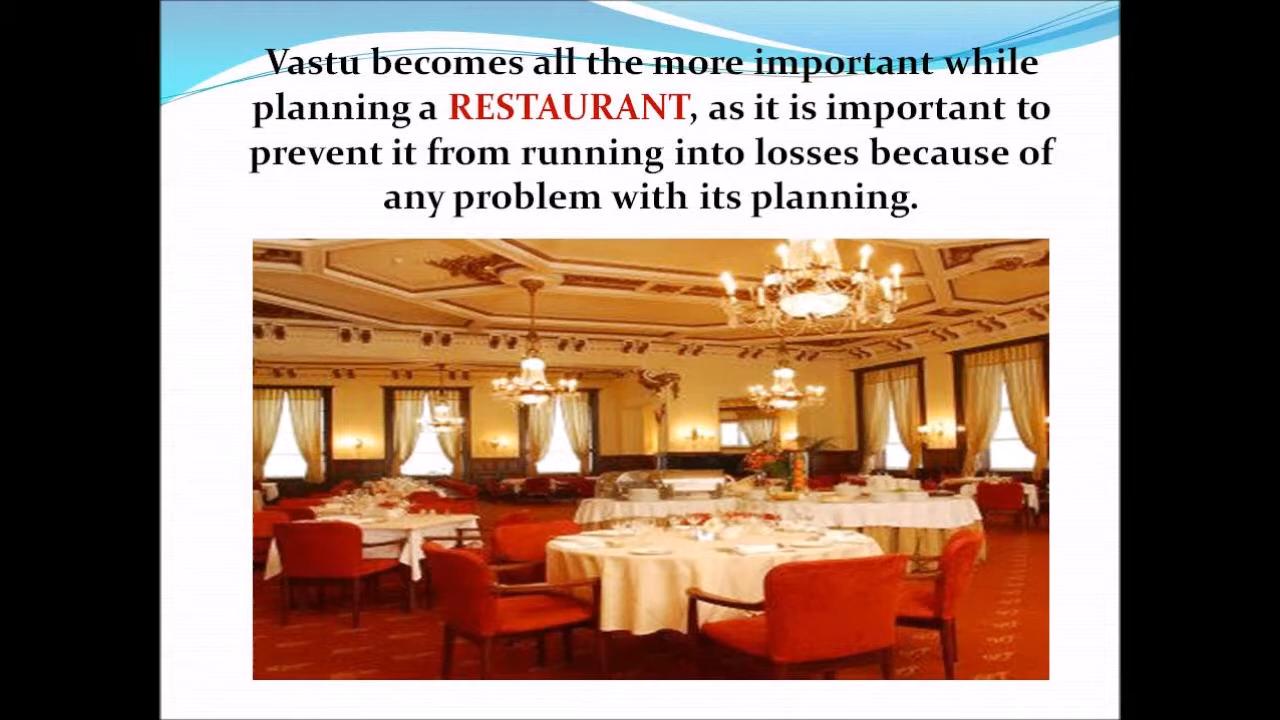 Vastu becomes all the more important while
planning a RESTAURANT, as it is important to
prevent it from running into losses because of
any problem with its planning.